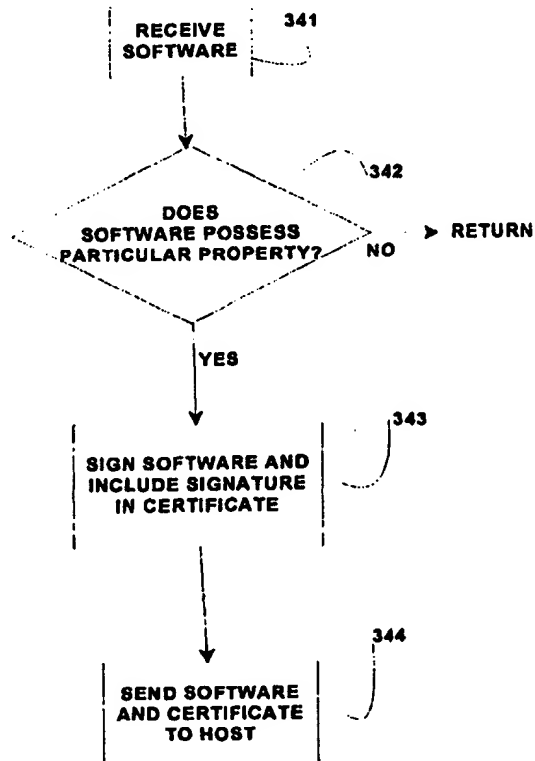 RECEIVE
SOFTWARE
341
DOES
SOFTWARE POSSESS
PARTICULAR PROPERTY?
342
NO
RETURN
YES
SIGN SOFTWARE AND
INCLUDE SIGNATURE
IN CERTIFICATE
343
SEND SOFTWARE
AND CERTIFICATE
TO HOST
344